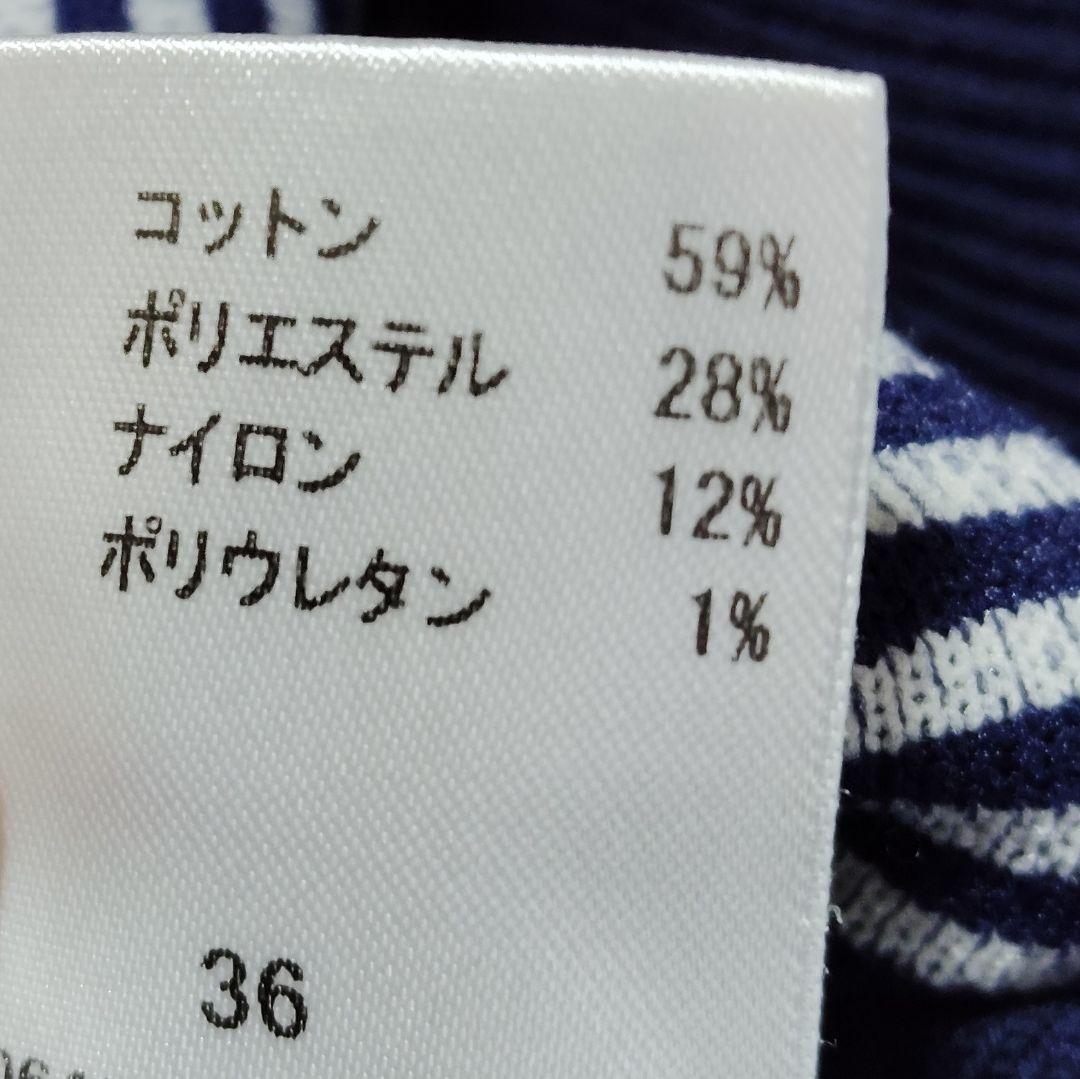 コットン 59%
ポリエステル 28%
ナイロン 12%
ポリウレタン 1%
36